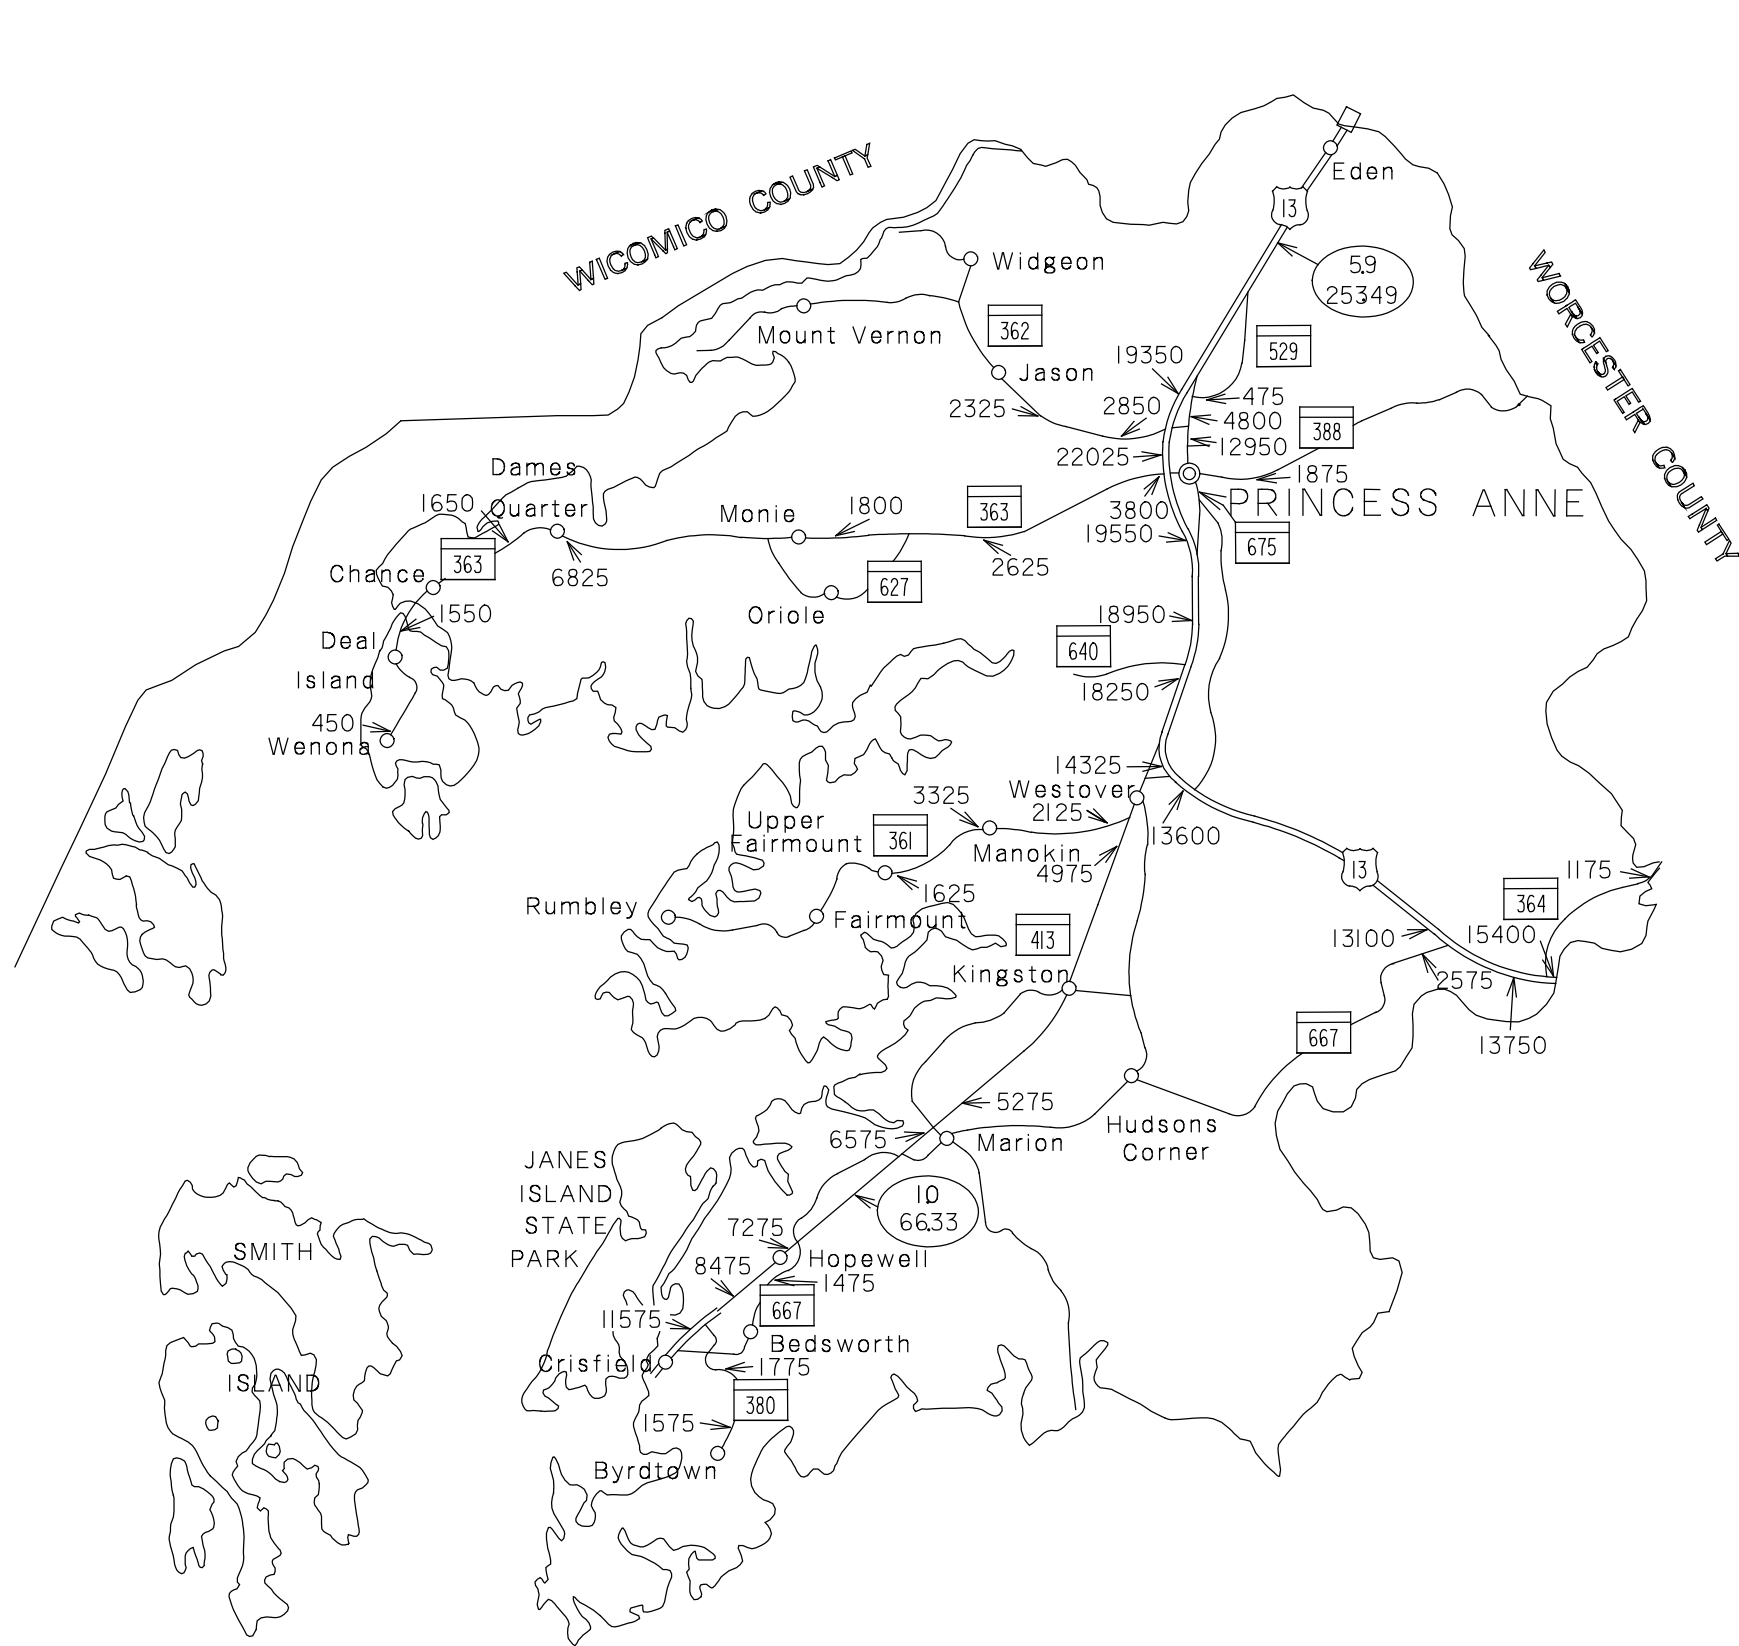 WICOMICO COUNTY
Eden
13
WORCESTER COUNTY
Widgeon
5.9
25349
362
Mount Vernon
529
19350
Jason
2325
2850
475
4800
388
12950
22025
1875
Dames
Quarter
1650
363
Monie
1800
3800
PRINCESS ANNE
19550
675
363
Chance
6825
2625
627
Oriole
1550
18950
Deal
Island
640
18250
450
Wenona
14325
Westover
3325
2125
Upper
Fairmount
361
13600
Manokin
4975
13
1175
1625
364
Rumbley
Fairmount
413
13100
15400
Kingston
2575
667
13750
5275
Hudsons
Corner
6575
Marion
JANES
ISLAND
STATE
PARK
10
66.33
7275
SMITH
Hopewell
8475
1475
667
11575
Bedsworth
Crisfield
1775
ISLAND
380
1575
Byrdtown